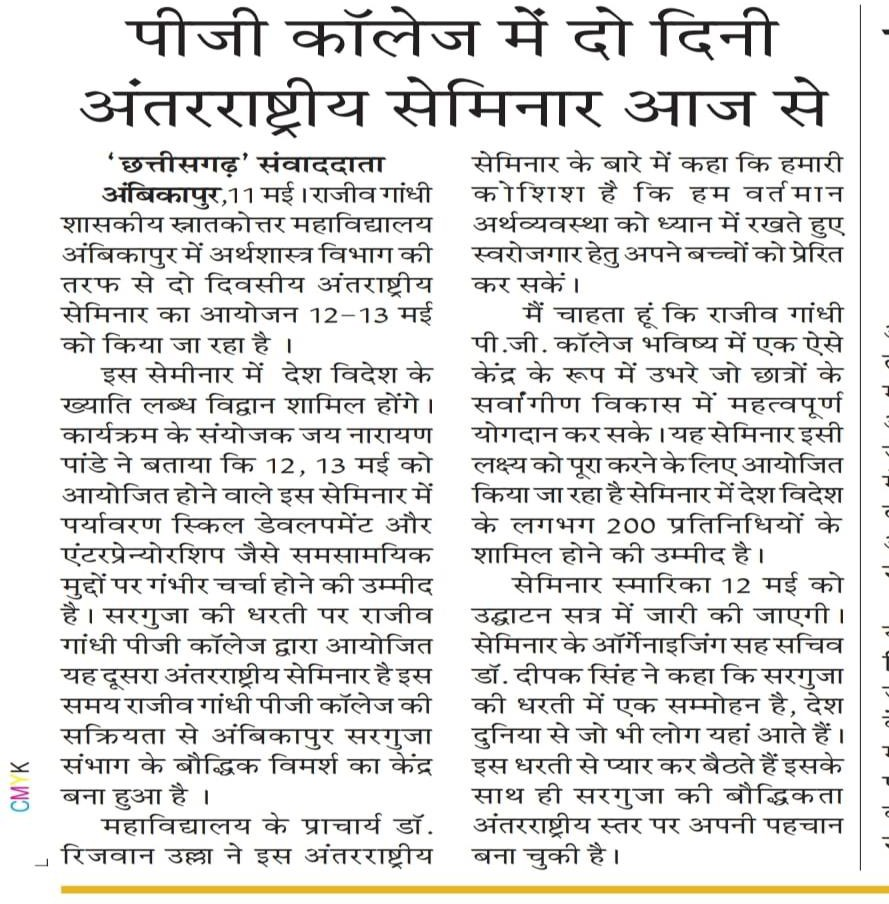 पीजी कॉलेज में दो दिनी
अंतरराष्ट्रीय सेमिनार आज से
‘छत्तीसगढ़’ संवाददाता
अंबिकापुर,11 मई।राजीव गांधी
शासकीय स्नातकोत्तर महाविद्यालय
अंबिकापुर में अर्थशास्त्र विभाग की
तरफ से दो दिवसीय अंतराष्ट्रीय
सेमिनार का आयोजन 12-13 मई
को किया जा रहा है ।
इस सेमीनार में देश विदेश के
ख्याति लब्ध विद्वान शामिल होंगे।
कार्यक्रम के संयोजक जय नारायण
पांडे ने बताया कि 12, 13 मई को
आयोजित होने वाले इस सेमिनार में
पर्यावरण स्किल डेवलपमेंट और
एंटरप्रेन्योरशिप जैसे समसामयिक
मुद्दों पर गंभीर चर्चा होने की उम्मीद
है। सरगुजा की धरती पर राजीव
गांधी पीजी कॉलेज द्वारा आयोजित
यह दूसरा अंतरराष्ट्रीय सेमिनार है इस
समय राजीव गांधी पीजी कॉलेज की
सक्रियता से अंबिकापुर सरगुजा
संभाग के बौद्धिक विमर्श का केंद्र
बना हुआ है ।
महाविद्यालय के प्राचार्य डॉ.
रिजवान उल्ला ने इस अंतरराष्ट्रीय
सेमिनार के बारे में कहा कि हमारी
कोशिश है कि हम वर्तमान
अर्थव्यवस्था को ध्यान में रखते हुए
स्वरोजगार हेतु अपने बच्चों को प्रेरित
कर सकें।
मैं चाहता हूं कि राजीव गांधी
पी.जी. कॉलेज भविष्य में एक ऐसे
केंद्र के रूप में उभरे जो छात्रों के
सर्वांगीण विकास में महत्वपूर्ण
योगदान कर सके। यह सेमिनार इसी
लक्ष्य को पूरा करने के लिए आयोजित
किया जा रहा है सेमिनार में देश विदेश
के लगभग 200 प्रतिनिधियों के
शामिल होने की उम्मीद है।
सेमिनार स्मारिका 12 मई को
उद्घाटन सत्र में जारी की जाएगी।
सेमिनार के ऑर्गेनाइजिंग सह सचिव
डॉ. दीपक सिंह ने कहा कि सरगुजा
की धरती में एक सम्मोहन है, देश
दुनिया से जो भी लोग यहां आते हैं।
इस धरती से प्यार कर बैठते हैं इसके
साथ ही सरगुजा की बौद्धिकता
अंतरराष्ट्रीय स्तर पर अपनी पहचान
बना चुकी है।
CMYK